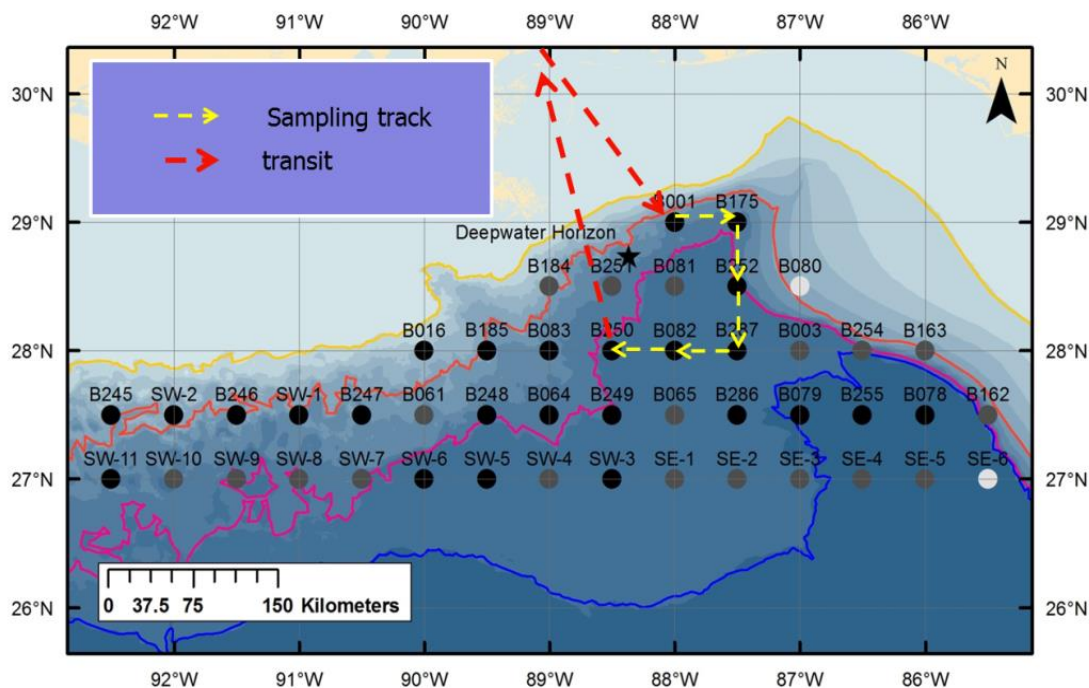 92°W 91°W 90°W 89°W 88°W 87°W 86°W
N
30°N 30°N
Sampling track
transit
29°N 29°N
B001 B175
Deepwater Horizon
B184 B251 B081 B252 B080
28°N 28°N
B016 B185 B083 B250 B082 B287 B003 B254 B163
B245 SW-2 B246 SW-1 B247 B061 B248 B064 B249 B065 B286 B079 B255 B078 B162
27°N 27°N
SW-11 SW-10 SW-9 SW-8 SW-7 SW-6 SW-5 SW-4 SW-3 SE-1 SE-2 SE-3 SE-4 SE-5 SE-6
26°N 26°N
0 37.5 75 150 Kilometers
92°W 91°W 90°W 89°W 88°W 87°W 86°W